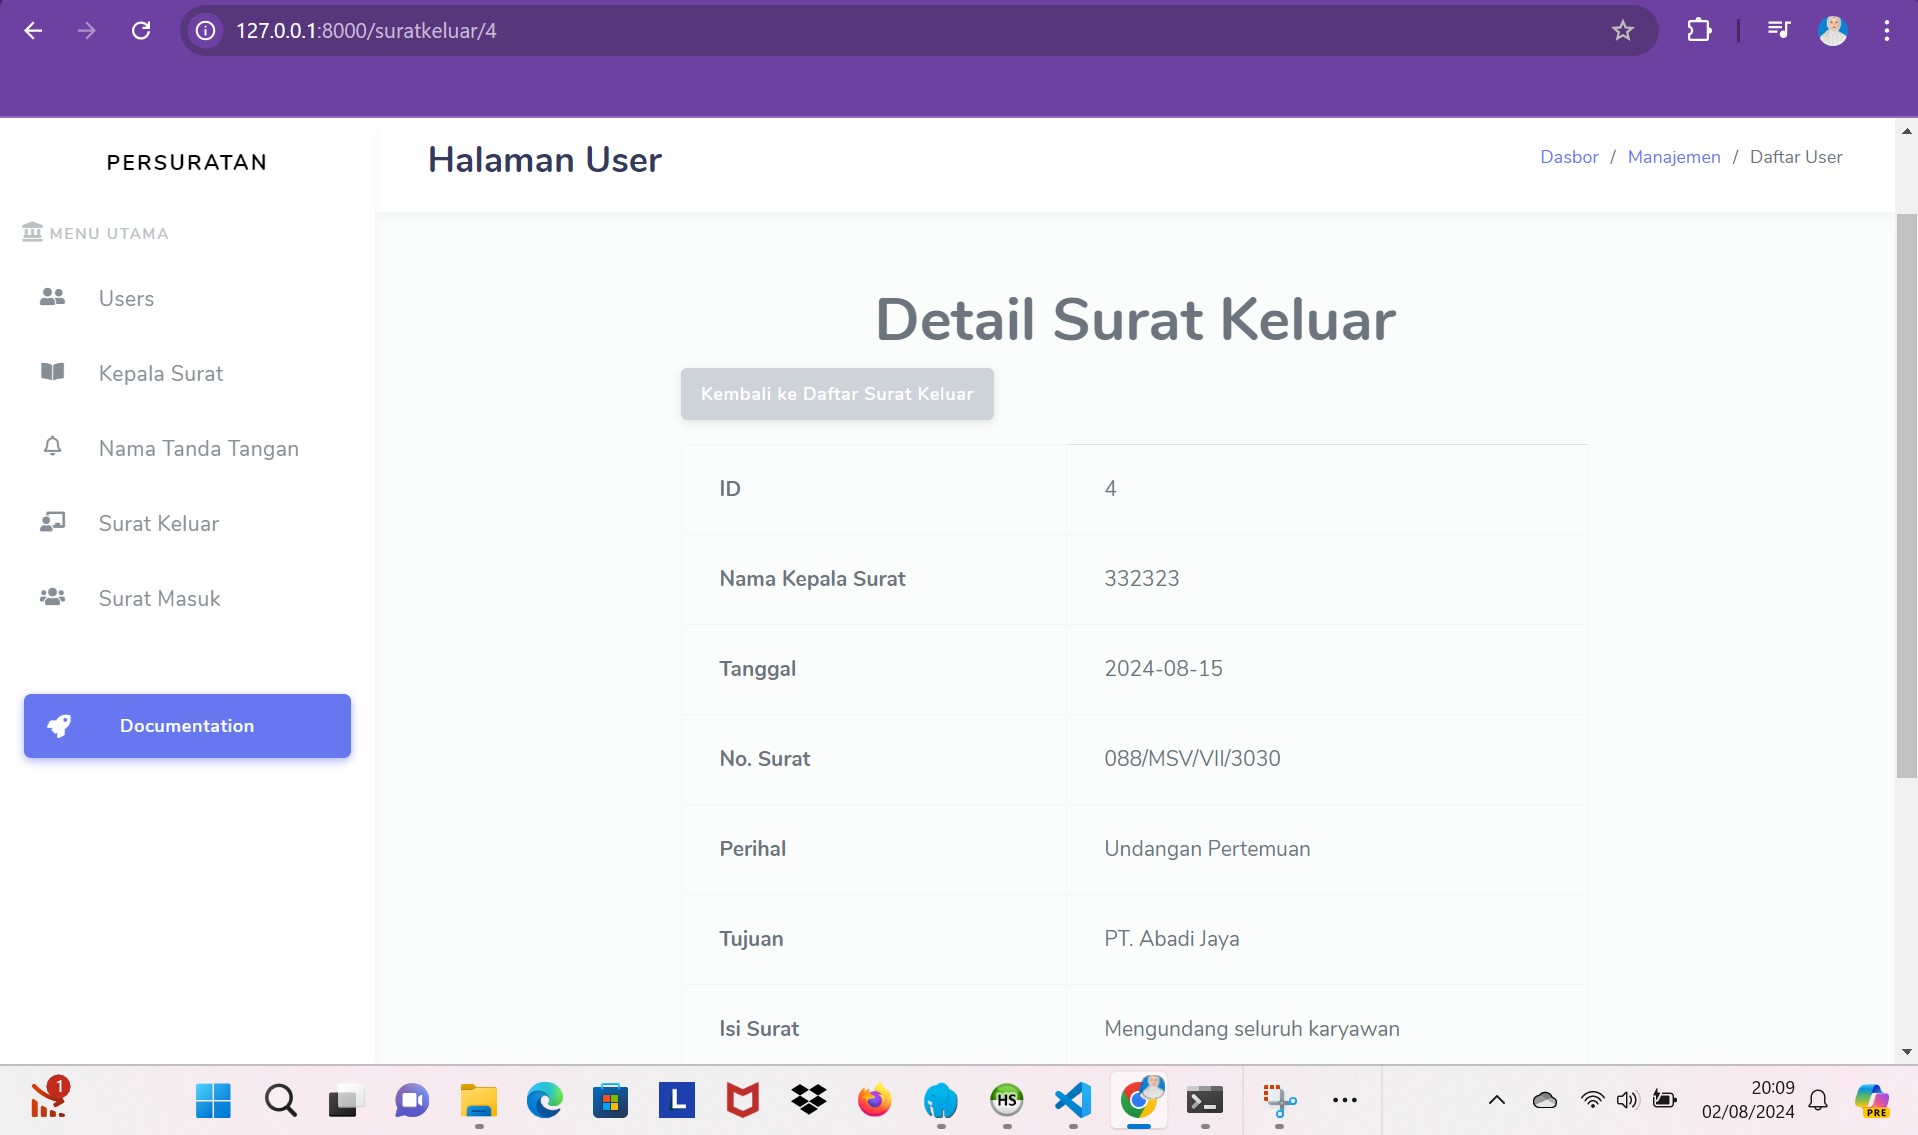 127.0.0.1:8000/suratkeluar/4
PERSURATAN
Halaman User
Dasbor / Manajemen / Daftar User
MENU UTAMA
Users
Kepala Surat
Nama Tanda Tangan
Surat Keluar
Surat Masuk
Documentation
Detail Surat Keluar
Kembali ke Daftar Surat Keluar
ID 4
Nama Kepala Surat 332323
Tanggal 2024-08-15
No. Surat 088/MSV/VII/3030
Perihal Undangan Pertemuan
Tujuan PT. Abadi Jaya
Isi Surat Mengundang seluruh karyawan
1
L
HS
20:09
02/08/2024
PRE